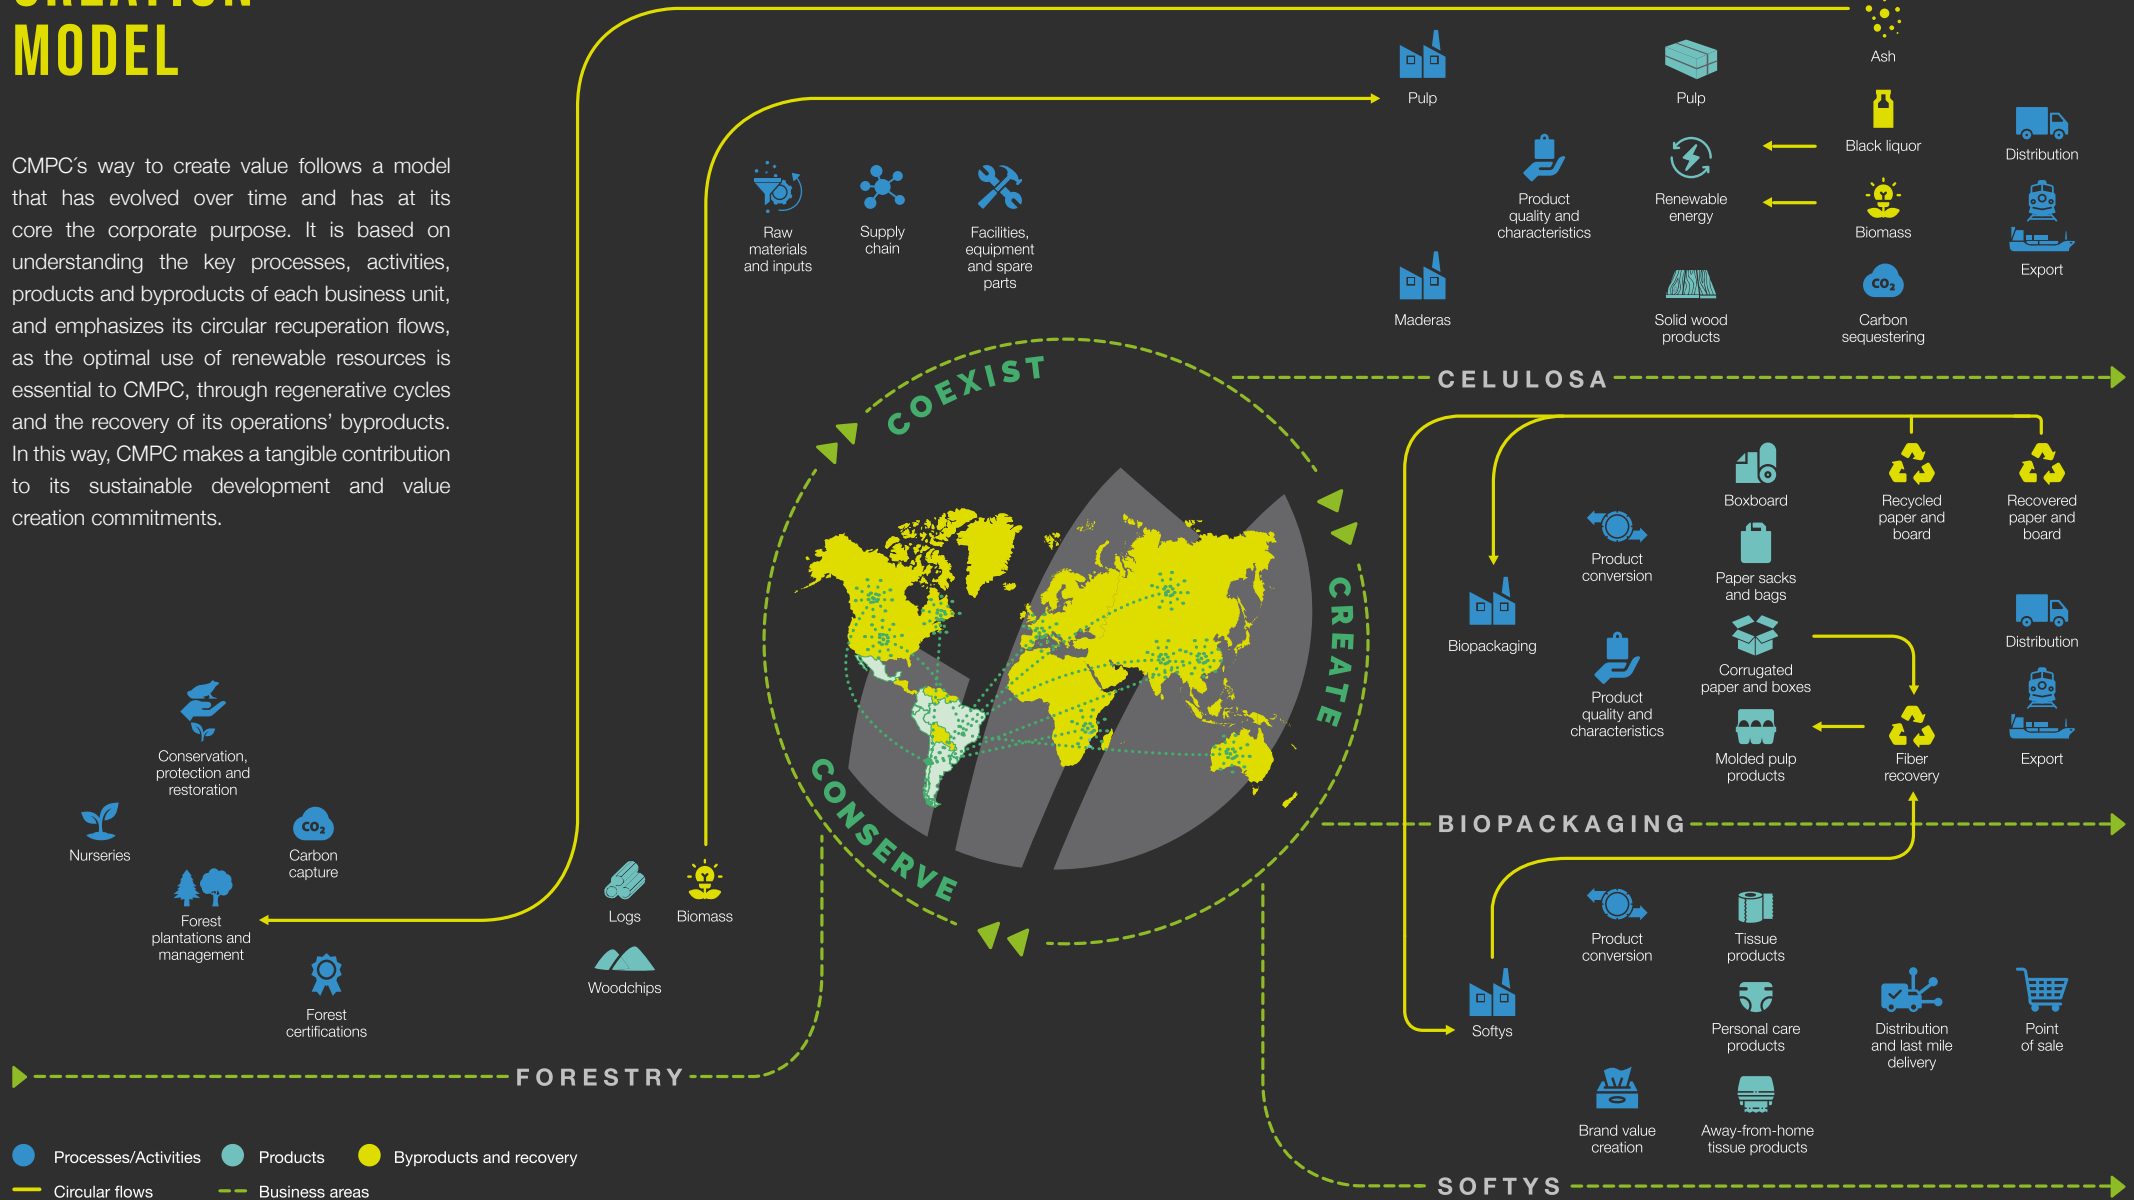 CREATION
MODEL
CMPC´s way to create value follows a model
that has evolved over time and has at its
core the corporate purpose. It is based on
understanding the key processes, activities,
products and byproducts of each business unit,
and emphasizes its circular recuperation flows,
as the optimal use of renewable resources is
essential to CMPC, through regenerative cycles
and the recovery of its operations’ byproducts.
In this way, CMPC makes a tangible contribution
to its sustainable development and value
creation commitments.
Conservation,
protection and
restoration
Nurseries
CO₂
Carbon
capture
Forest
plantations and
management
Forest
certifications
Logs
Biomass
Woodchips
FORESTRY
Raw
materials
and inputs
Supply
chain
Facilities,
equipment
and spare
parts
COEXIST
CREATE
CONSERVE
Pulp
Pulp
Ash
Black liquor
Distribution
Product
quality and
characteristics
Renewable
energy
Biomass
Export
Maderas
Solid wood
products
CO₂
Carbon
sequestering
CELULOSA
Boxboard
Recycled
paper and
board
Recovered
paper and
board
Product
conversion
Paper sacks
and bags
Biopackaging
Distribution
Corrugated
paper and boxes
Product
quality and
characteristics
Molded pulp
products
Fiber
recovery
Export
BIOPACKAGING
Product
conversion
Tissue
products
Softys
Personal care
products
Distribution
and last mile
delivery
Point
of sale
Brand value
creation
Away-from-home
tissue products
SOFTYS
Processes/Activities
Products
Byproducts and recovery
Circular flows
Business areas